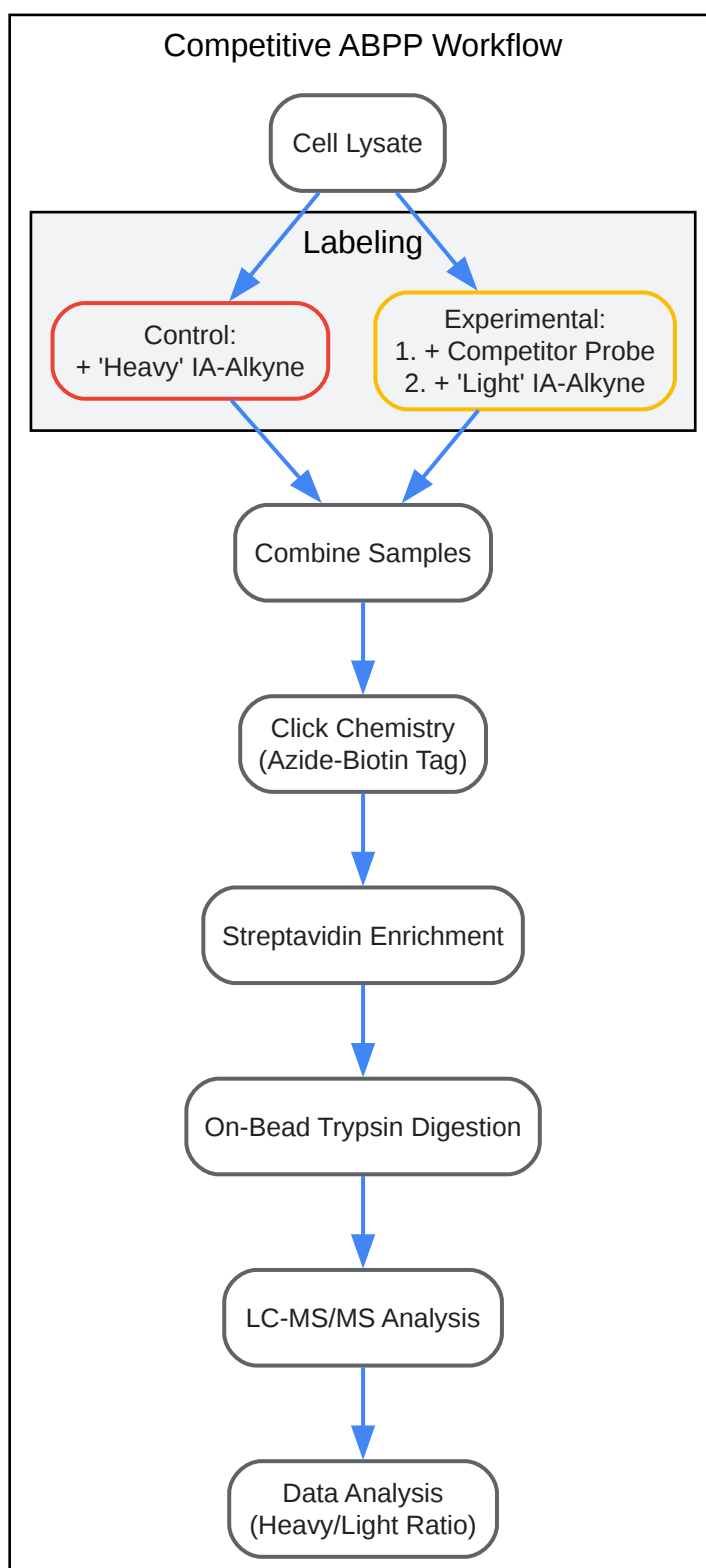 Competitive ABPP Workflow
Cell Lysate
Labeling
Control:
+ 'Heavy' IA-Alkyne
Experimental:
1. + Competitor Probe
2. + 'Light' IA-Alkyne
Combine Samples
Click Chemistry
(Azide-Biotin Tag)
Streptavidin Enrichment
On-Bead Trypsin Digestion
LC-MS/MS Analysis
Data Analysis
(Heavy/Light Ratio)